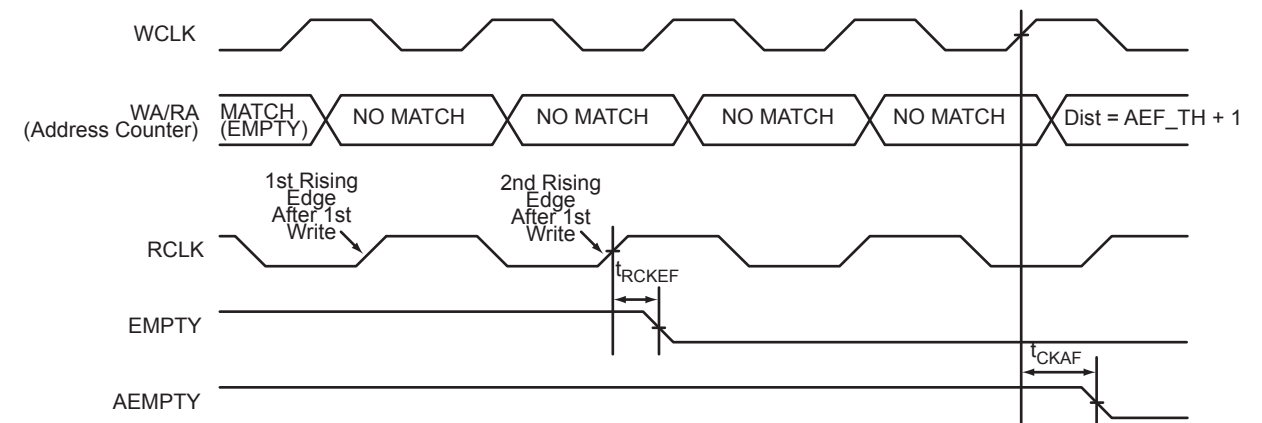 WCLK
WA/RA
(Address Counter)
MATCH
(EMPTY)
NO MATCH
NO MATCH
NO MATCH
NO MATCH
Dist = AEF_TH + 1
1st Rising
Edge
After 1st
Write
2nd Rising
Edge
After 1st
Write
RCLK
tRCKEF
EMPTY
tCKAF
AEMPTY